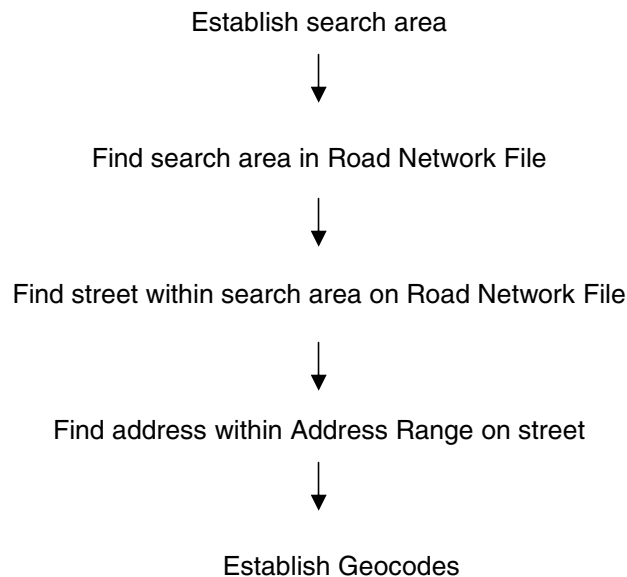 Establish search area
Find search area in Road Network File
Find street within search area on Road Network File
Find address within Address Range on street
Establish Geocodes